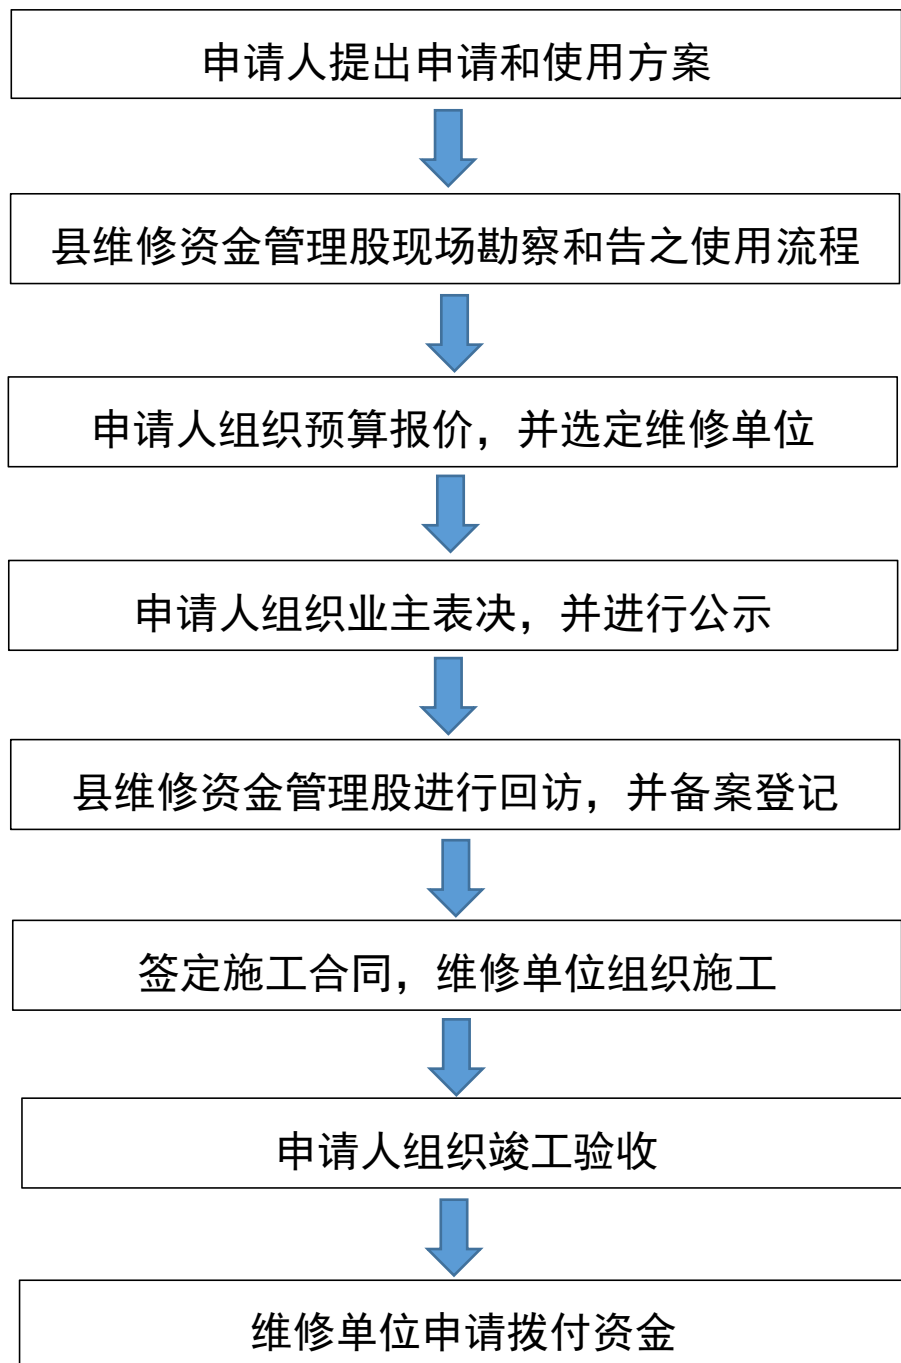 申请人提出申请和使用方案
县维修资金管理股现场勘察和告之使用流程
申请人组织预算报价，并选定维修单位
申请人组织业主表决，并进行公示
县维修资金管理股进行回访，并备案登记
签定施工合同，维修单位组织施工
申请人组织竣工验收
维修单位申请拨付资金